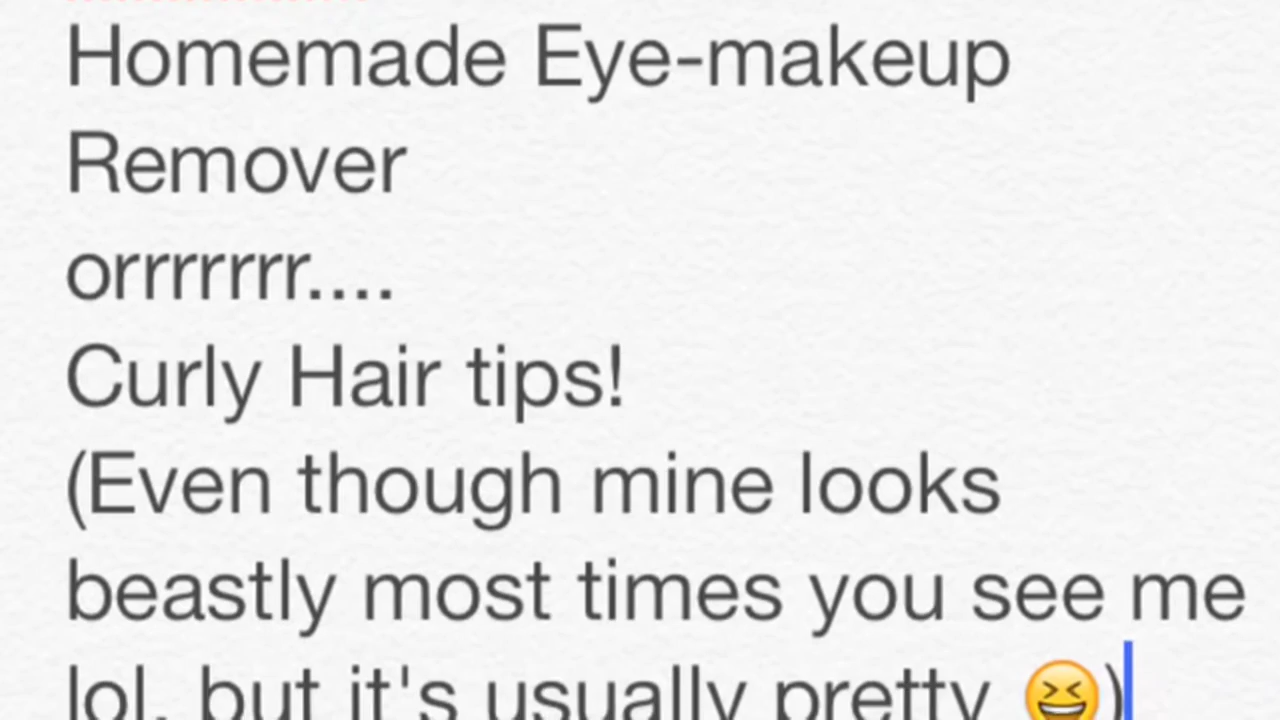 Homemade Eye-makeup
Remover
orrrrrrr....
Curly Hair tips!
(Even though mine looks
beastly most times you see me
lol, but it's usually pretty 😆)